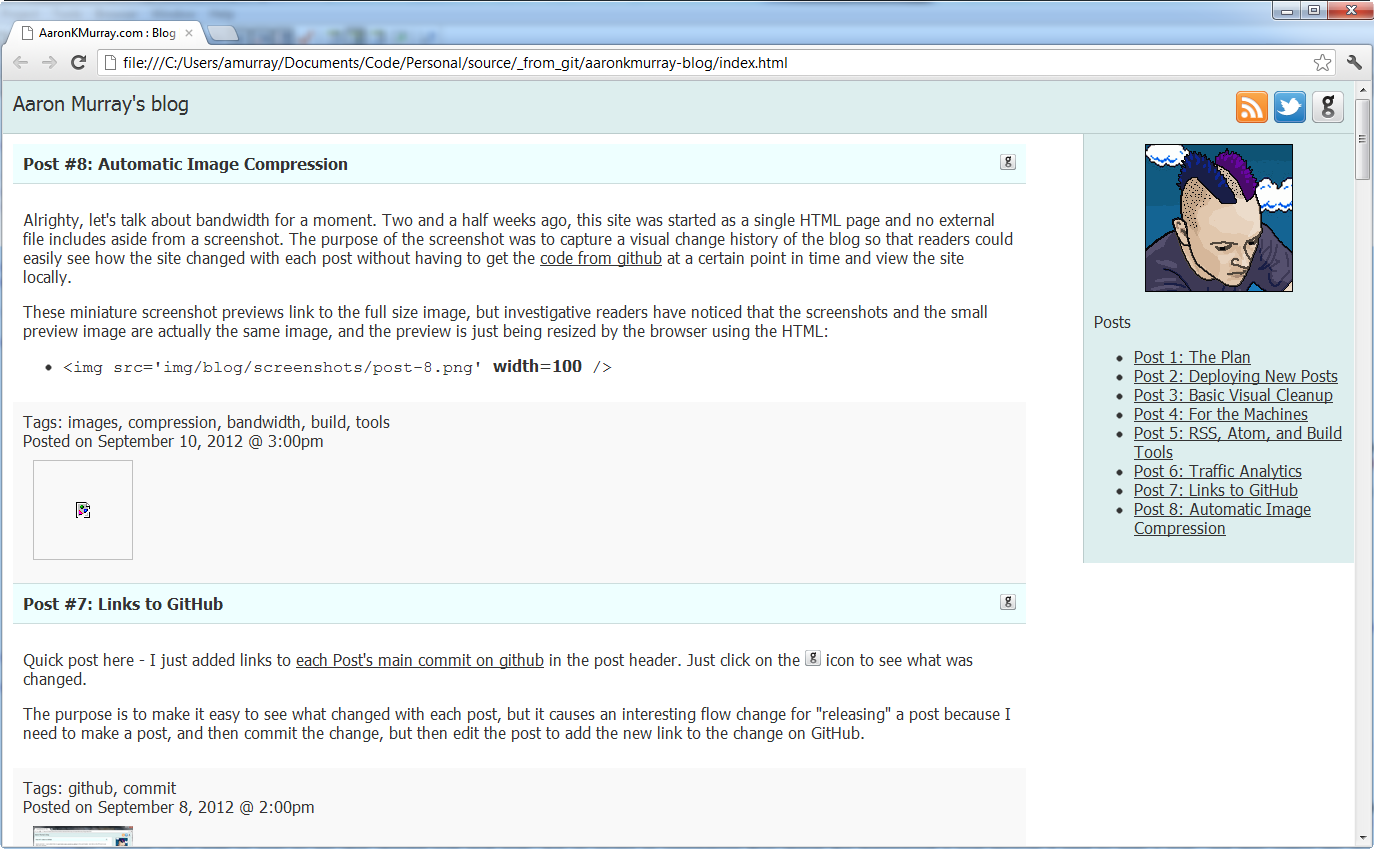 AaronKMurray.com : Blog
file:///C:/Users/amurray/Documents/Code/Personal/source/_from_git/aaronkmurray-blog/index.html
Aaron Murray's blog
g
Post #8: Automatic Image Compression
g
Alrighty, let's talk about bandwidth for a moment. Two and a half weeks ago, this site was started as a single HTML page and no external
file includes aside from a screenshot. The purpose of the screenshot was to capture a visual change history of the blog so that readers could
easily see how the site changed with each post without having to get the code from github at a certain point in time and view the site
locally.
These miniature screenshot previews link to the full size image, but investigative readers have noticed that the screenshots and the small
preview image are actually the same image, and the preview is just being resized by the browser using the HTML:
<img src='img/blog/screenshots/post-8.png' width=100 />
Tags: images, compression, bandwidth, build, tools
Posted on September 10, 2012 @ 3:00pm
Post #7: Links to GitHub
g
Quick post here - I just added links to each Post's main commit on github in the post header. Just click on the g icon to see what was
changed.
The purpose is to make it easy to see what changed with each post, but it causes an interesting flow change for "releasing" a post because I
need to make a post, and then commit the change, but then edit the post to add the new link to the change on GitHub.
Tags: github, commit
Posted on September 8, 2012 @ 2:00pm
Posts
Post 1: The Plan
Post 2: Deploying New Posts
Post 3: Basic Visual Cleanup
Post 4: For the Machines
Post 5: RSS, Atom, and Build
Tools
Post 6: Traffic Analytics
Post 7: Links to GitHub
Post 8: Automatic Image
Compression